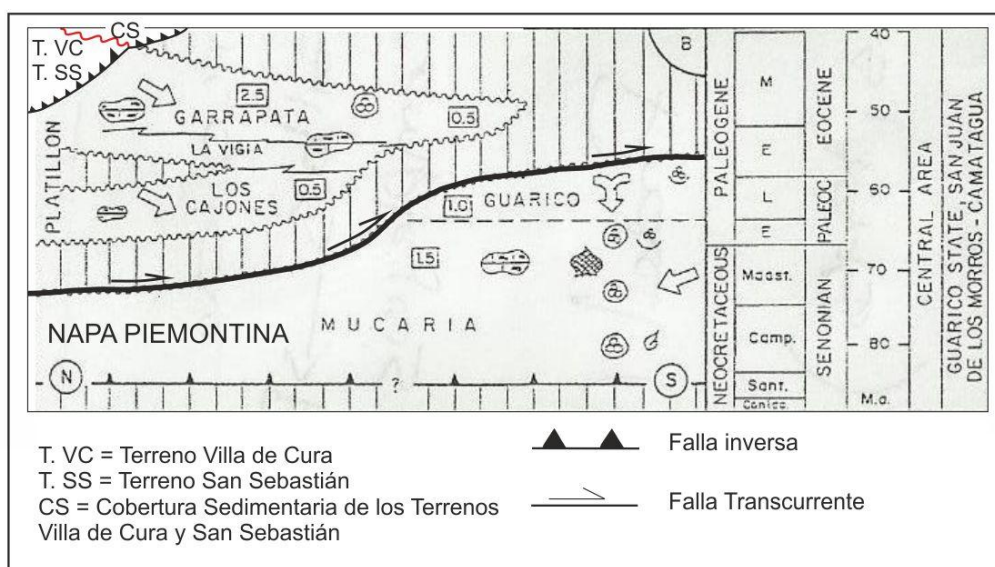 CS
T. VC
T. SS
PLATILLON
2.5
GARRAPATA
0.5
LA VIGIA
LOS
CAJONES
0.5
1.0
GUARICO
1.5
MUCARIA
NAPA PIEMONTINA
N
?
S
B
PALEOGENE
NEOCRETACEOUS
M
E
L
E
Maast.
Camp.
Sant.
Coniac.
EOCENE
PALEOC
SENONIAN
40
50
60
70
80
M.a.
CENTRAL AREA
GUARICO STATE, SAN JUAN
DE LOS MORROS - CAMATAGUA
T. VC = Terreno Villa de Cura
T. SS = Terreno San Sebastián
CS = Cobertura Sedimentaria de los Terrenos
Villa de Cura y San Sebastián
Falla inversa
Falla Transcurrente